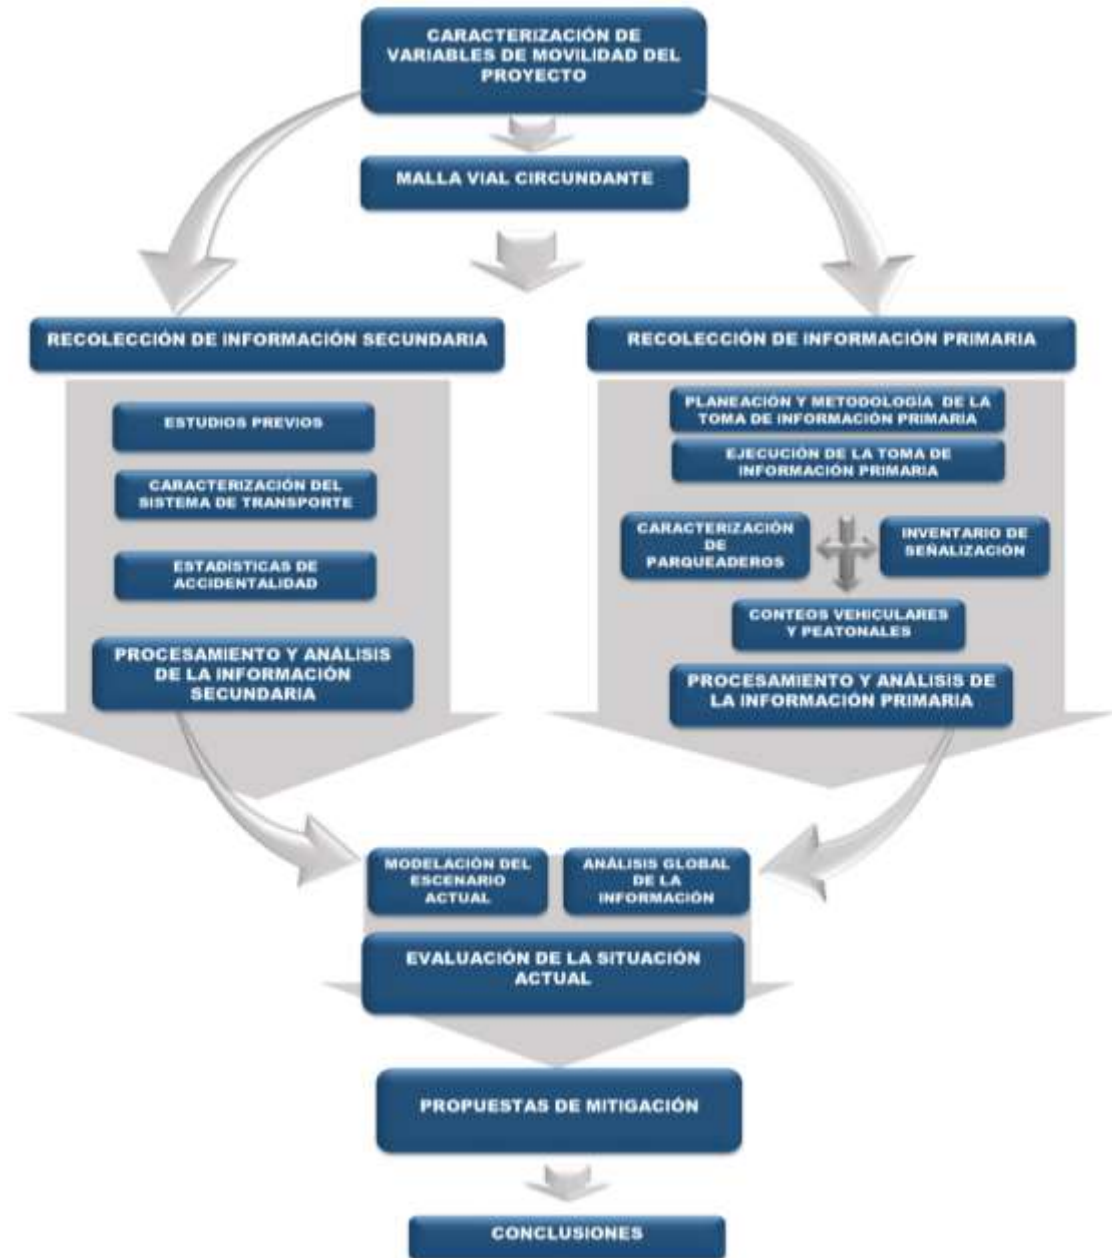 CARACTERIZACIÓN DE
VARIABLES DE MOVILIDAD DEL
PROYECTO
MALLA VIAL CIRCUNDANTE
RECOLECCIÓN DE INFORMACIÓN SECUNDARIA
ESTUDIOS PREVIOS
CARACTERIZACIÓN DEL
SISTEMA DE TRANSPORTE
ESTADÍSTICAS DE
ACCIDENTALIDAD
PROCESAMIENTO Y ANÁLISIS
DE LA INFORMACIÓN
SECUNDARIA
RECOLECCIÓN DE INFORMACIÓN PRIMARIA
PLANEACIÓN Y METODOLOGÍA DE LA
TOMA DE INFORMACIÓN PRIMARIA
EJECUCIÓN DE LA TOMA DE
INFORMACIÓN PRIMARIA
CARACTERIZACIÓN
DE
PARQUEADEROS
INVENTARIO DE
SEÑALIZACIÓN
CONTEOS VEHICULARES
Y PEATONALES
PROCESAMIENTO Y ANÁLISIS DE
LA INFORMACIÓN PRIMARIA
MODELACIÓN DEL
ESCENARIO
ACTUAL
ANÁLISIS GLOBAL
DE LA
INFORMACIÓN
EVALUACIÓN DE LA SITUACIÓN
ACTUAL
PROPUESTAS DE MITIGACIÓN
CONCLUSIONES